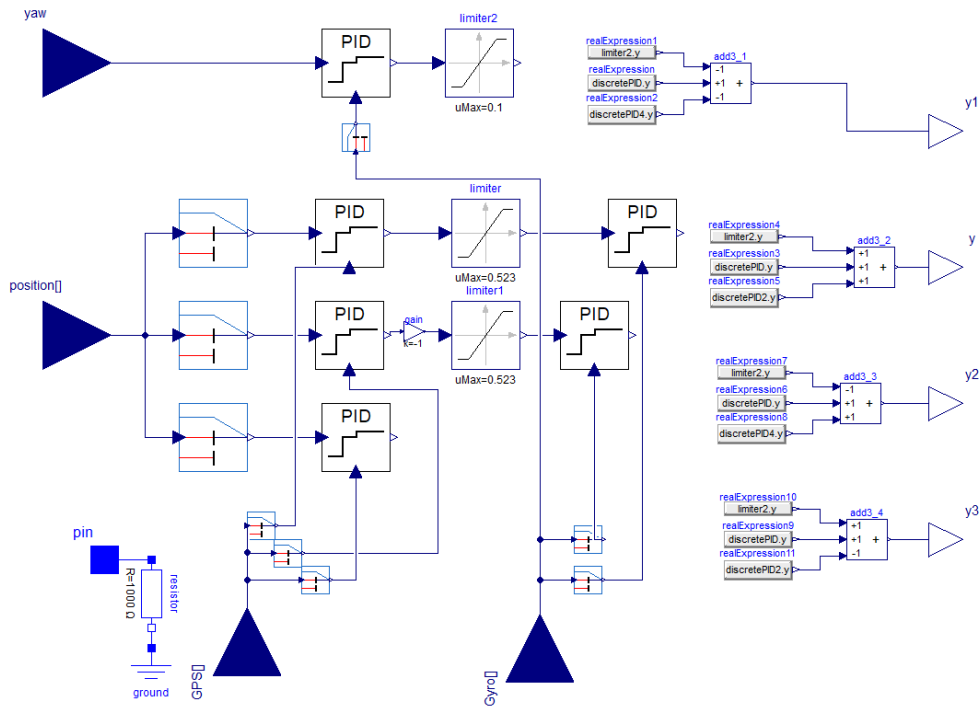 yaw
PID
limiter2
uMax=0.1
realExpression1
limiter2.y
realExpression
discretePID.y
realExpression2
discretePID4.y
add3_1
-1
+1
+
-1
y1
position[]
PID
limiter
uMax=0.523
PID
PID
gain
k=-1
limiter1
uMax=0.523
PID
PID
realExpression4
limiter2.y
realExpression3
discretePID.y
realExpression5
discretePID2.y
add3_2
+1
+1
+
+1
y
realExpression7
limiter2.y
realExpression6
discretePID.y
realExpression8
discretePID4.y
add3_3
-1
+1
+
+1
y2
realExpression10
limiter2.y
realExpression9
discretePID.y
realExpression11
discretePID2.y
add3_4
+1
+1
+
-1
y3
pin
resistor
R=1000 Ω
ground
GPS[]
Gyro[]